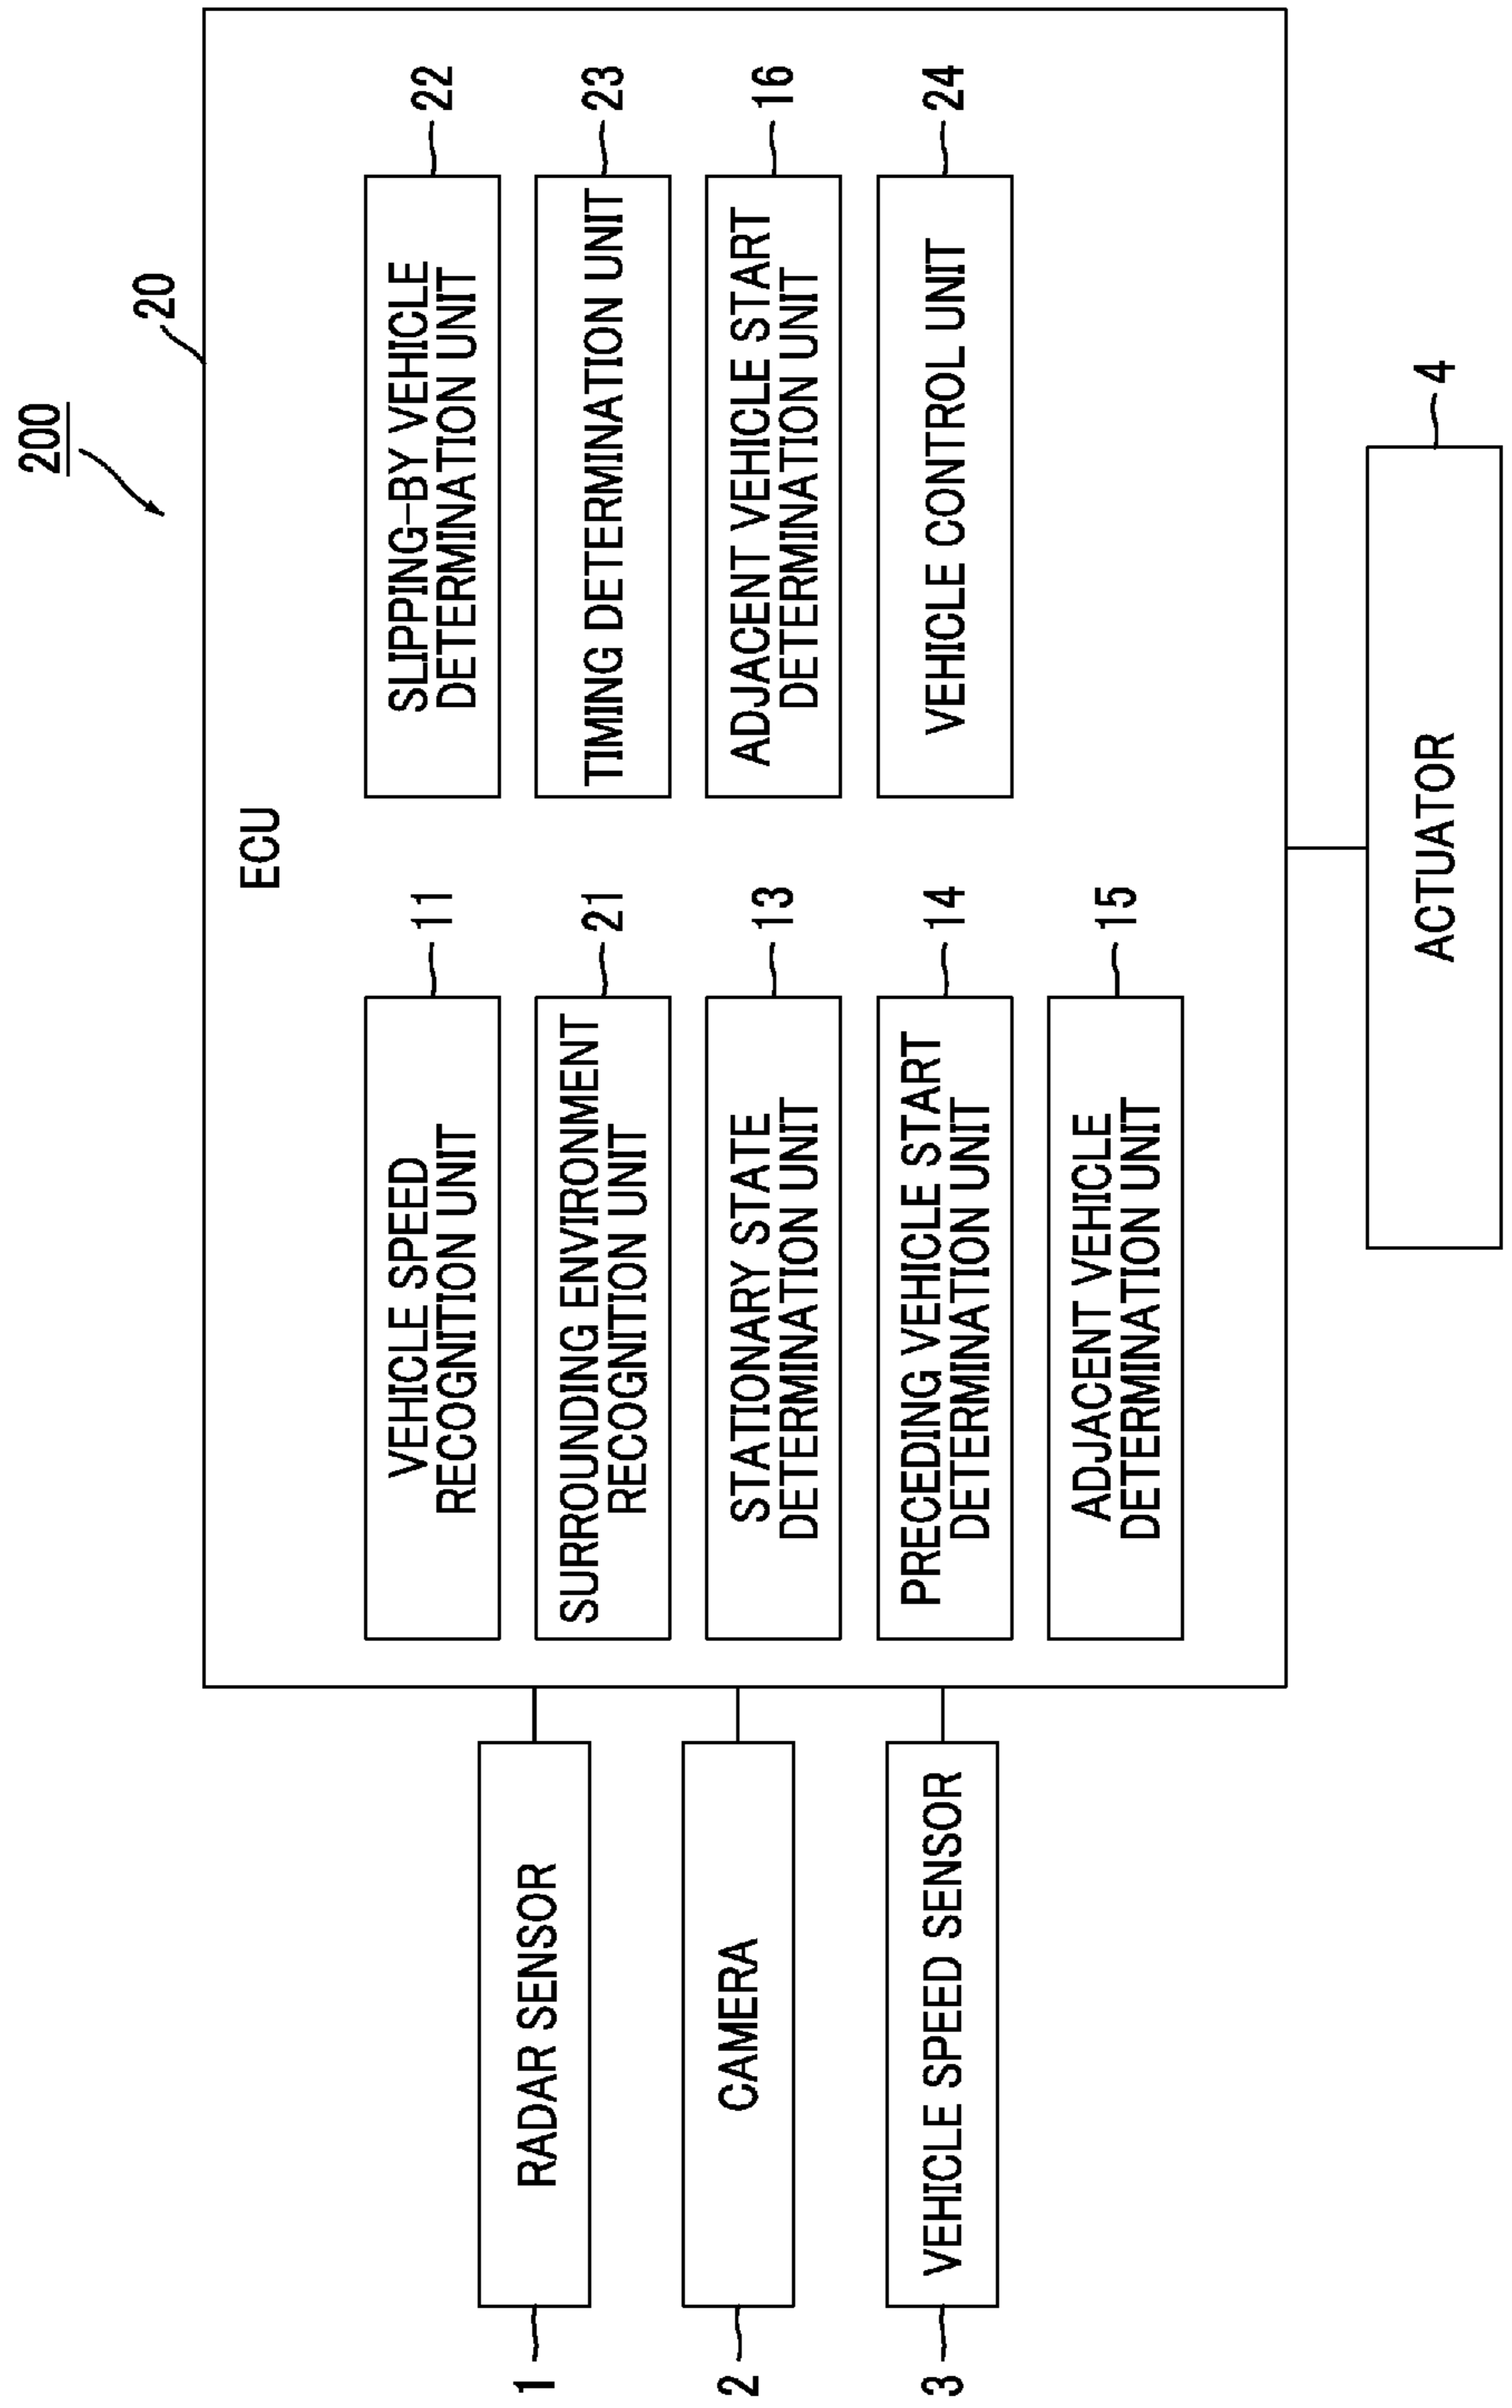 200
20
ECU
1
RADAR SENSOR
2
CAMERA
3
VEHICLE SPEED SENSOR
VEHICLE SPEED
RECOGNITION UNIT
11
SURROUNDING ENVIRONMENT
RECOGNITION UNIT
21
STATIONARY STATE
DETERMINATION UNIT
13
PRECEDING VEHICLE START
DETERMINATION UNIT
14
ADJACENT VEHICLE
DETERMINATION UNIT
15
SLIPPING-BY VEHICLE
DETERMINATION UNIT
22
TIMING DETERMINATION UNIT
23
ADJACENT VEHICLE START
DETERMINATION UNIT
16
VEHICLE CONTROL UNIT
24
ACTUATOR
4